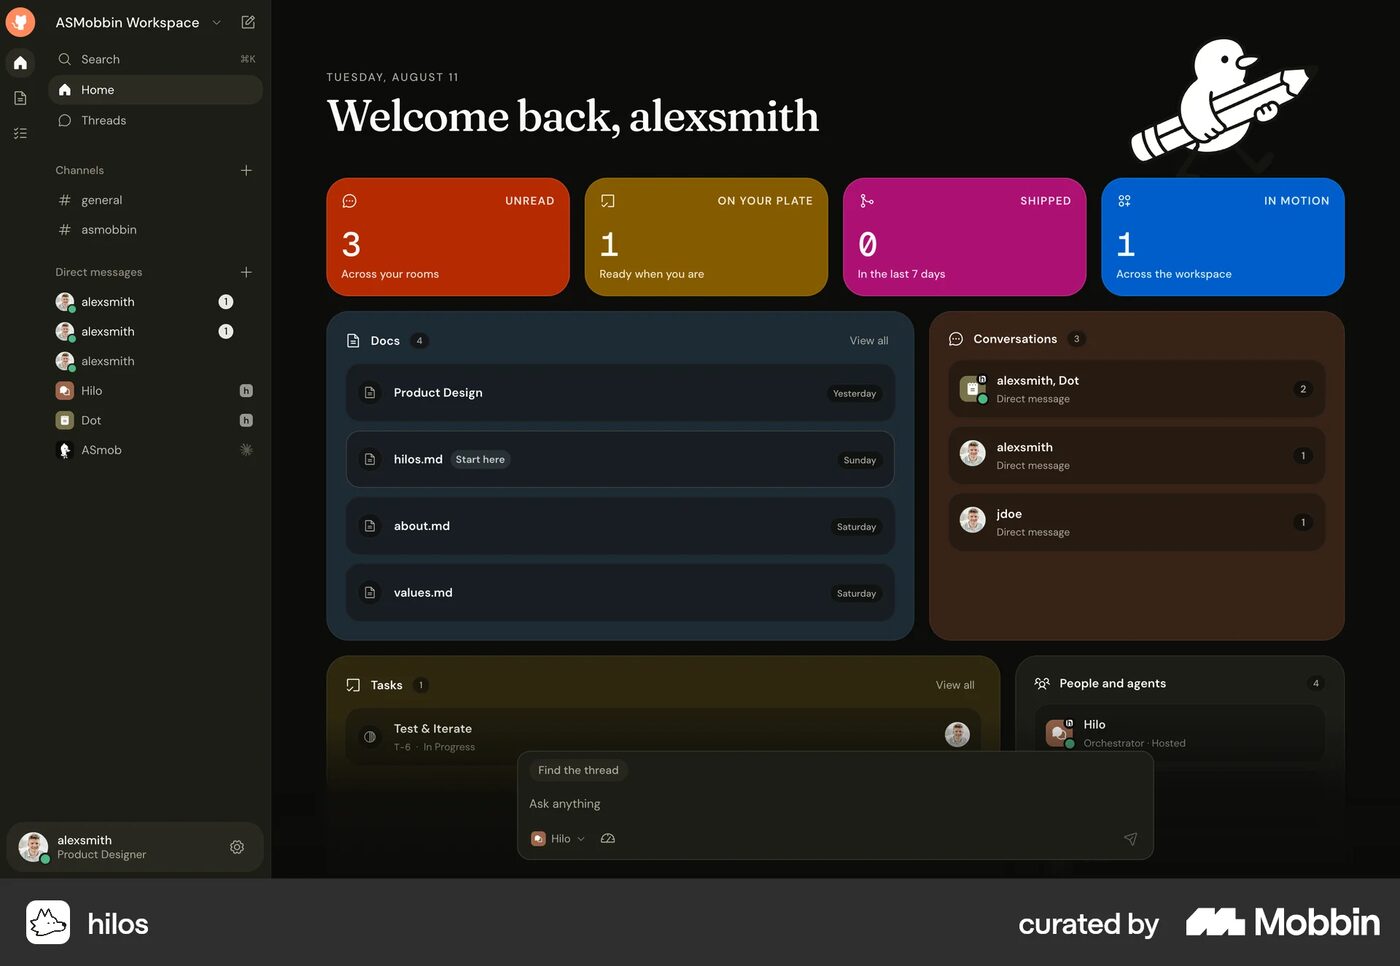 ASMobbin Workspace
Search
⌘K
Home
Threads
Channels
# general
# asmobbin
Direct messages
alexsmith
1
alexsmith
1
alexsmith
Hilo
h
Dot
h
ASmob
alexsmith
Product Designer
TUESDAY, AUGUST 11
Welcome back, alexsmith
UNREAD
3
Across your rooms
ON YOUR PLATE
1
Ready when you are
SHIPPED
0
In the last 7 days
IN MOTION
1
Across the workspace
Docs
4
View all
Product Design
Yesterday
hilos.md
Start here
Sunday
about.md
Saturday
values.md
Saturday
Conversations
3
alexsmith, Dot
Direct message
2
alexsmith
Direct message
1
jdoe
Direct message
1
Tasks
1
View all
Test & Iterate
T-6 · In Progress
People and agents
4
Hilo
Orchestrator · Hosted
Find the thread
Ask anything
Hilo
hilos
curated by
Mobbin